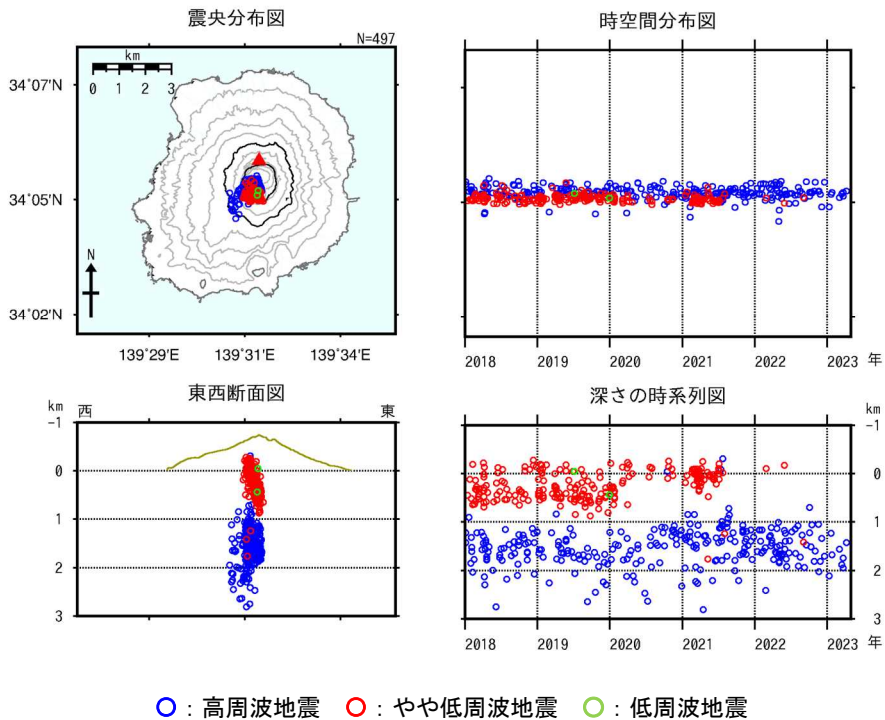 震央分布図
N=497
km
0 1 2 3
34°07'N
34°05'N
34°02'N
N
139°29'E 139°31'E 139°34'E
時空間分布図
2018 2019 2020 2021 2022 2023 年
東西断面図
km 西 東
-1
0
1
2
3
深さの時系列図
km
-1
0
1
2
3
2018 2019 2020 2021 2022 2023 年
：高周波地震 ：やや低周波地震 ：低周波地震